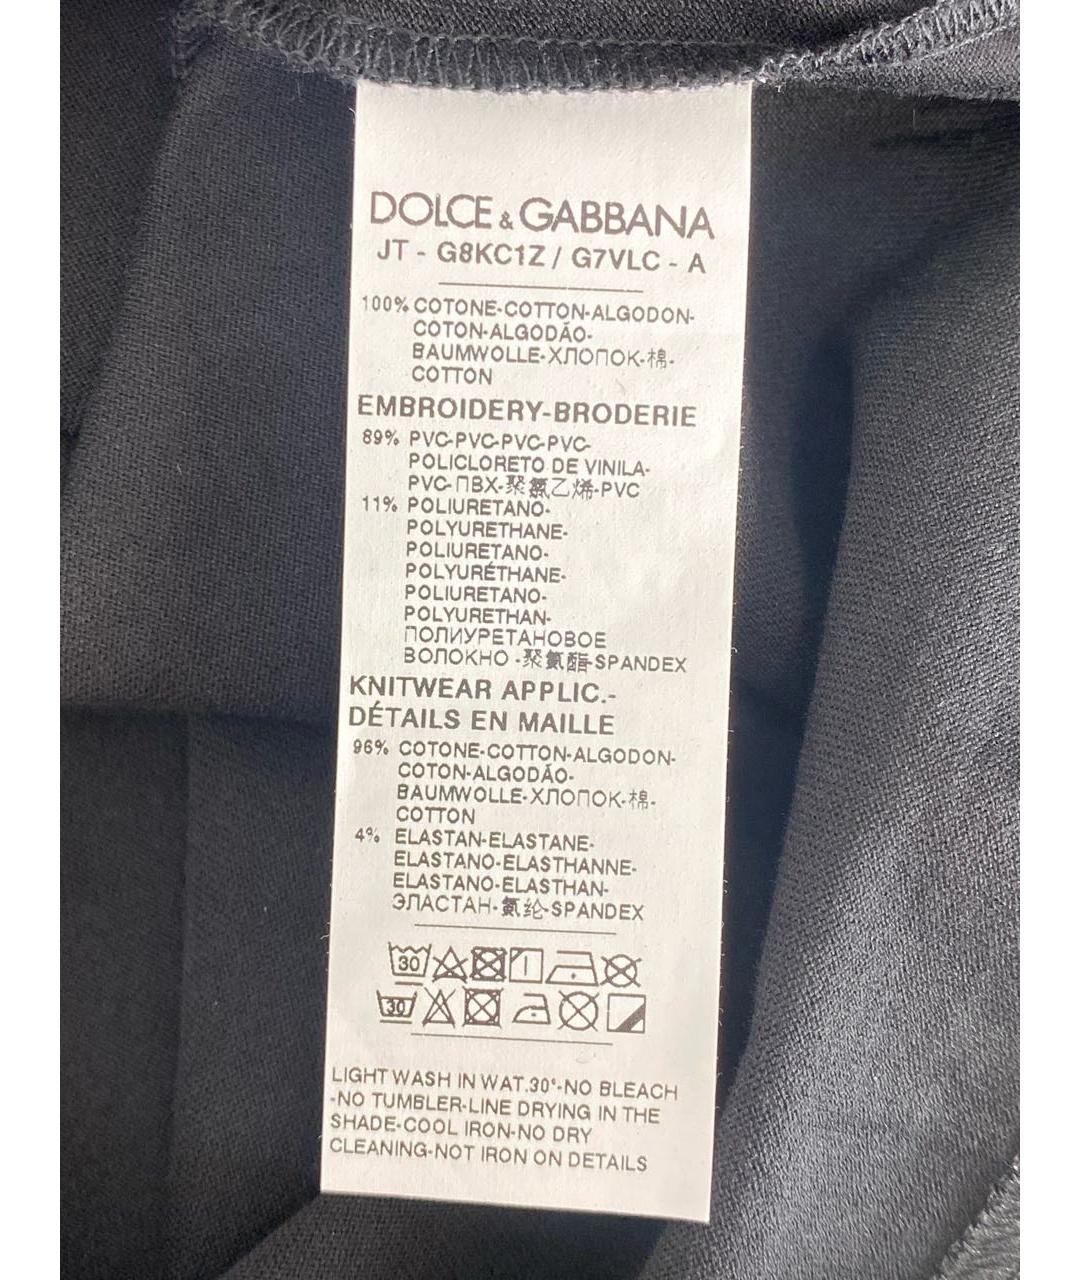 DOLCE & GABBANA
JT - G8KC1Z / G7VLC - A
100% COTONE-COTTON-ALGODON-
COTON-ALGODÃO-
BAUMWOLLE-ХЛОПОК-棉-
COTTON
EMBROIDERY-BRODERIE
89% PVC-PVC-PVC-PVC-
POLICLORETO DE VINILA-
PVC-ПВХ-聚氯乙烯-PVC
11% POLIURETANO-
POLYURETHANE-
POLIURETANO-
POLYURÉTHANE-
POLIURETANO-
POLYURETHAN-
ПОЛИУРЕТАНОВОЕ
ВОЛОКНО -聚氨酯-SPANDEX
KNITWEAR APPLIC.-
DÉTAILS EN MAILLE
96% COTONE-COTTON-ALGODON-
COTON-ALGODÃO-
BAUMWOLLE-ХЛОПОК-棉-
COTTON
4% ELASTAN-ELASTANE-
ELASTANO-ELASTHANNE-
ELASTANO-ELASTHAN-
ЭЛАСТАН-氨纶-SPANDEX
30
30
LIGHT WASH IN WAT.30°-NO BLEACH
-NO TUMBLER-LINE DRYING IN THE
SHADE-COOL IRON-NO DRY
CLEANING-NOT IRON ON DETAILS